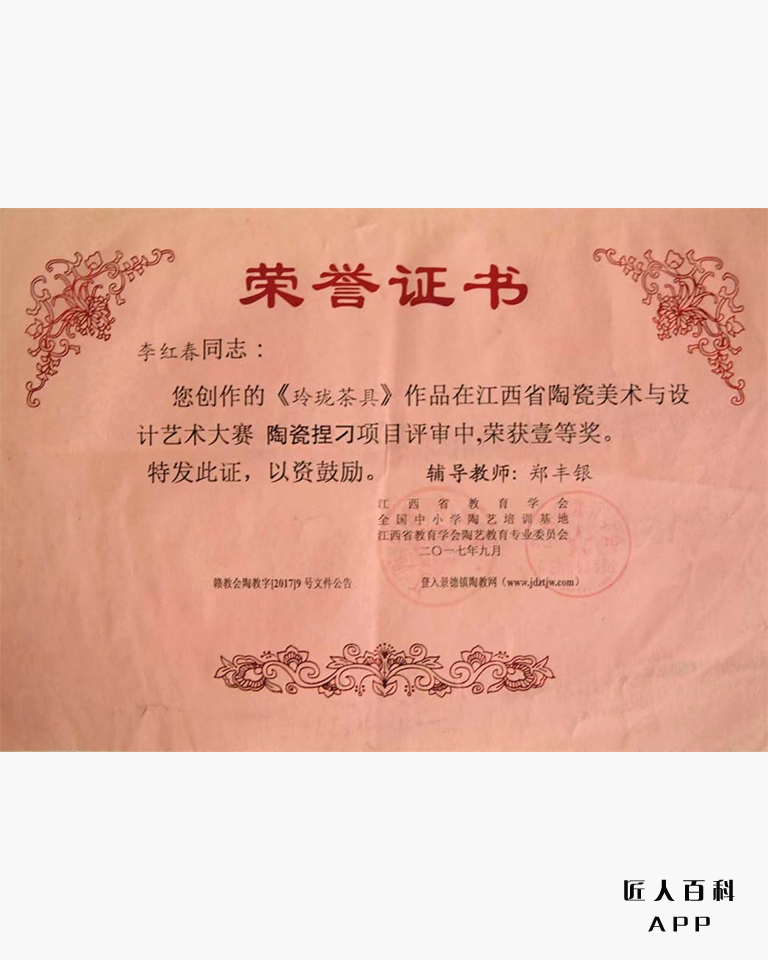 荣誉证书
李红春同志：
您创作的《玲珑茶具》作品在江西省陶瓷美术与设
计艺术大赛 陶瓷捏刁项目评审中,荣获壹等奖。
特发此证，以资鼓励。 辅导教师: 郑丰银
江西省教育学会
全国中小学陶艺培训基地
江西省教育学会陶艺教育专业委员会
二〇一七年九月
赣教会陶教字[2017]9 号文件公告 登入景德镇陶教网（www.jdztjw.com）
匠人百科
APP